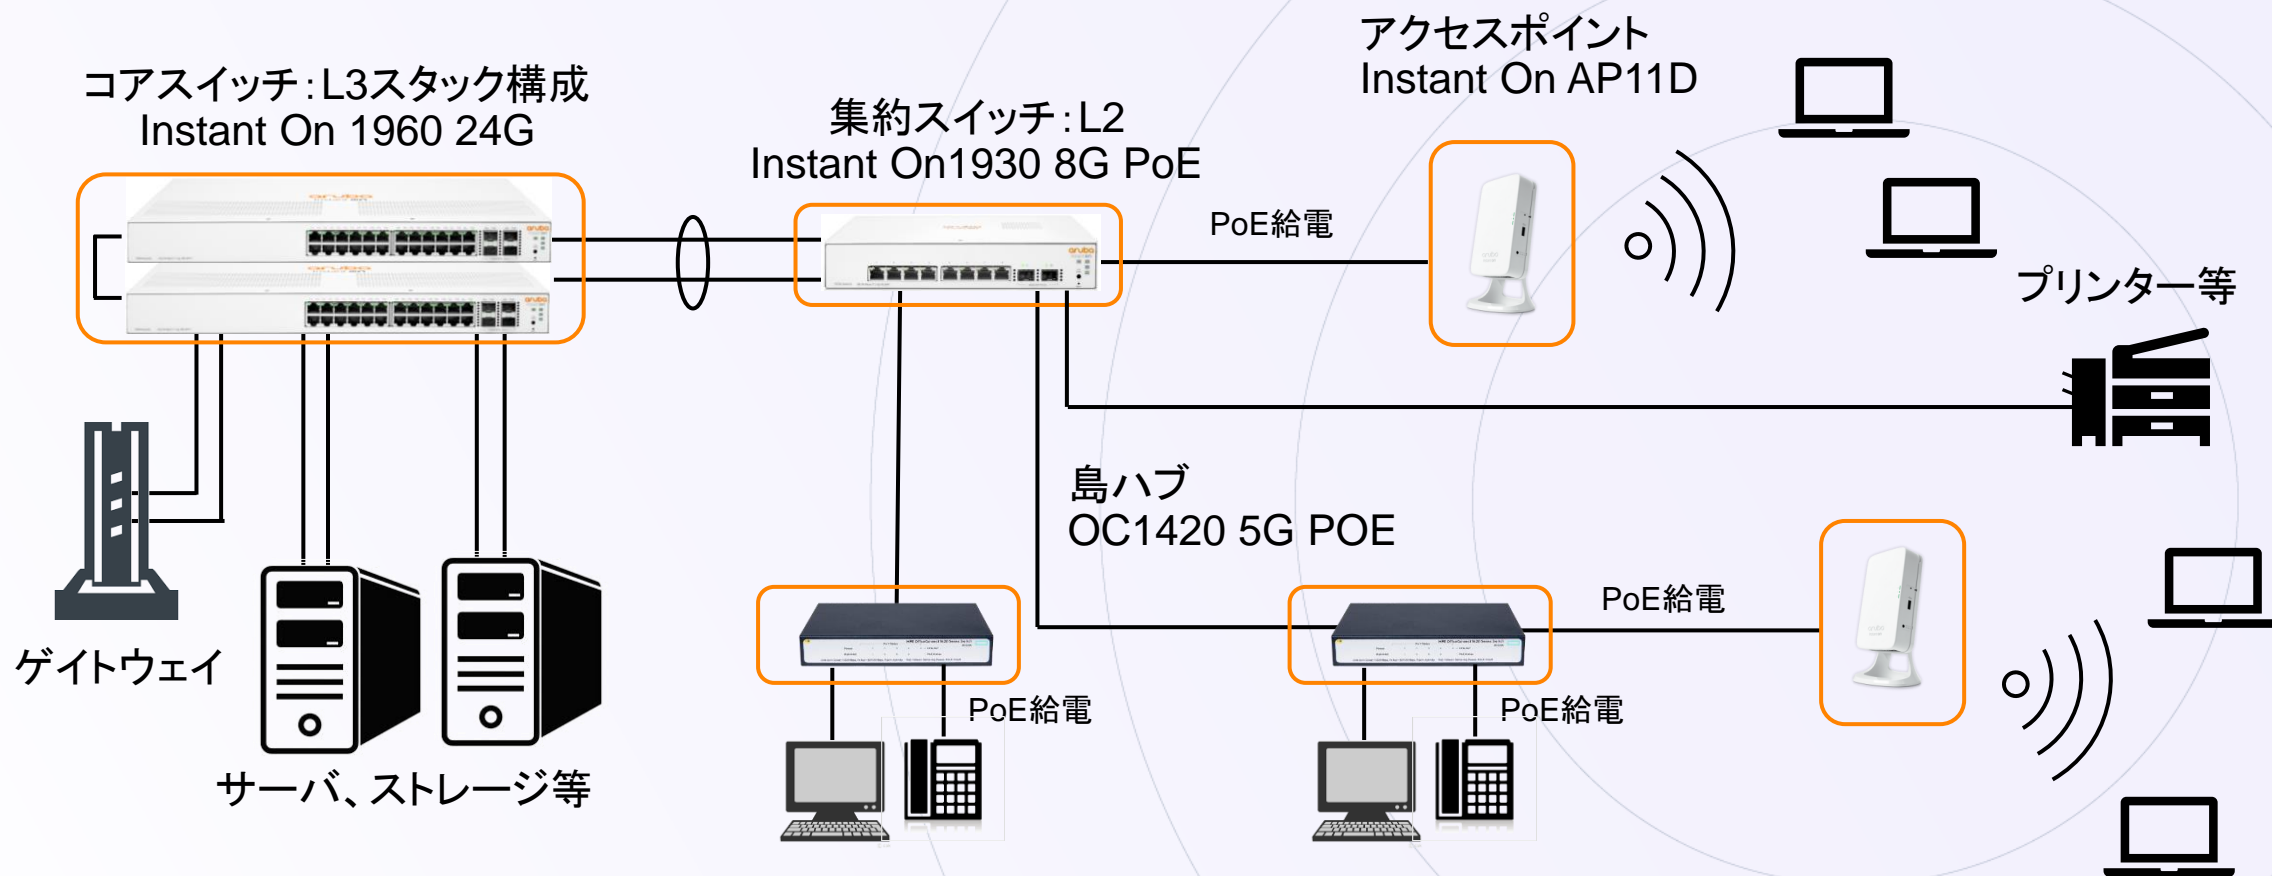 コアスイッチ：L3スタック構成
Instant On 1960 24G
集約スイッチ：L2
Instant On1930 8G PoE
アクセスポイント
Instant On AP11D
PoE給電
プリンター等
島ハブ
OC1420 5G POE
PoE給電
PoE給電
PoE給電
ゲイトウェイ
サーバ、ストレージ等
aruba
aruba
aruba